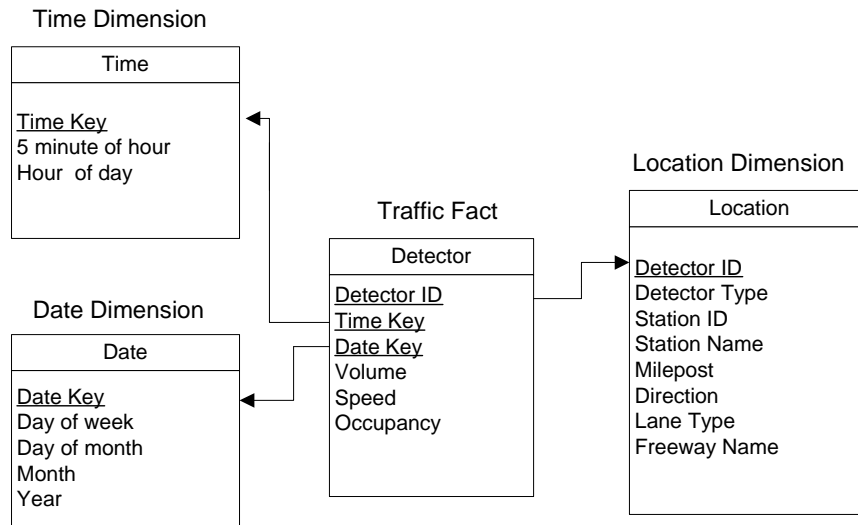 Time Dimension
Time
Time Key
5 minute of hour
Hour of day
Date Dimension
Date
Date Key
Day of week
Day of month
Month
Year
Traffic Fact
Detector
Detector ID
Time Key
Date Key
Volume
Speed
Occupancy
Location Dimension
Location
Detector ID
Detector Type
Station ID
Station Name
Milepost
Direction
Lane Type
Freeway Name